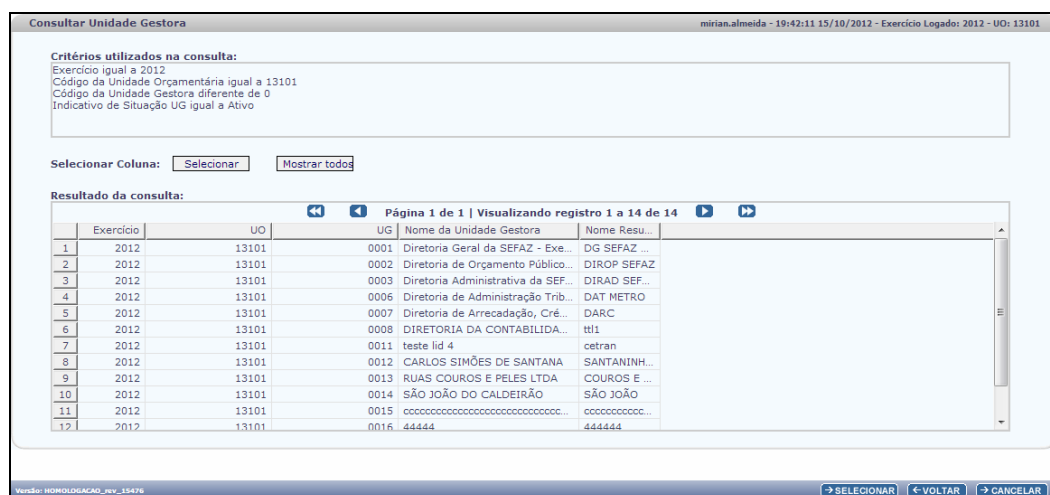 Consultar Unidade Gestora mirian.almeida - 19:42:11 15/10/2012 - Exercício Logado: 2012 - UO: 13101
Critérios utilizados na consulta:
Exercício igual a 2012
Código da Unidade Orçamentária igual a 13101
Código da Unidade Gestora diferente de 0
Indicativo de Situação UG igual a Ativo
Selecionar Coluna: Selecionar Mostrar todos
Resultado da consulta:
Página 1 de 1 | Visualizando registro 1 a 14 de 14
Exercício UO UG Nome da Unidade Gestora Nome Resu...
1 2012 13101 0001 Diretoria Geral da SEFAZ - Exe... DG SEFAZ ...
2 2012 13101 0002 Diretoria de Orçamento Público... DIROP SEFAZ
3 2012 13101 0003 Diretoria Administrativa da SEF... DIRAD SEF...
4 2012 13101 0006 Diretoria de Administração Trib... DAT METRO
5 2012 13101 0007 Diretoria de Arrecadação, Cré... DARC
6 2012 13101 0008 DIRETORIA DA CONTABILIDA... ttl1
7 2012 13101 0011 teste lid 4 cetran
8 2012 13101 0012 CARLOS SIMÕES DE SANTANA SANTANINH...
9 2012 13101 0013 RUAS COUROS E PELES LTDA COUROS E ...
10 2012 13101 0014 SÃO JOÃO DO CALDEIRÃO SÃO JOÃO
11 2012 13101 0015 cccccccccccccccccccccccccccccc... ccccccccccc...
12 2012 13101 0016 44444 444444
Versão: HOMOLOGACAO_rev_15476 SELECIONAR VOLTAR CANCELAR